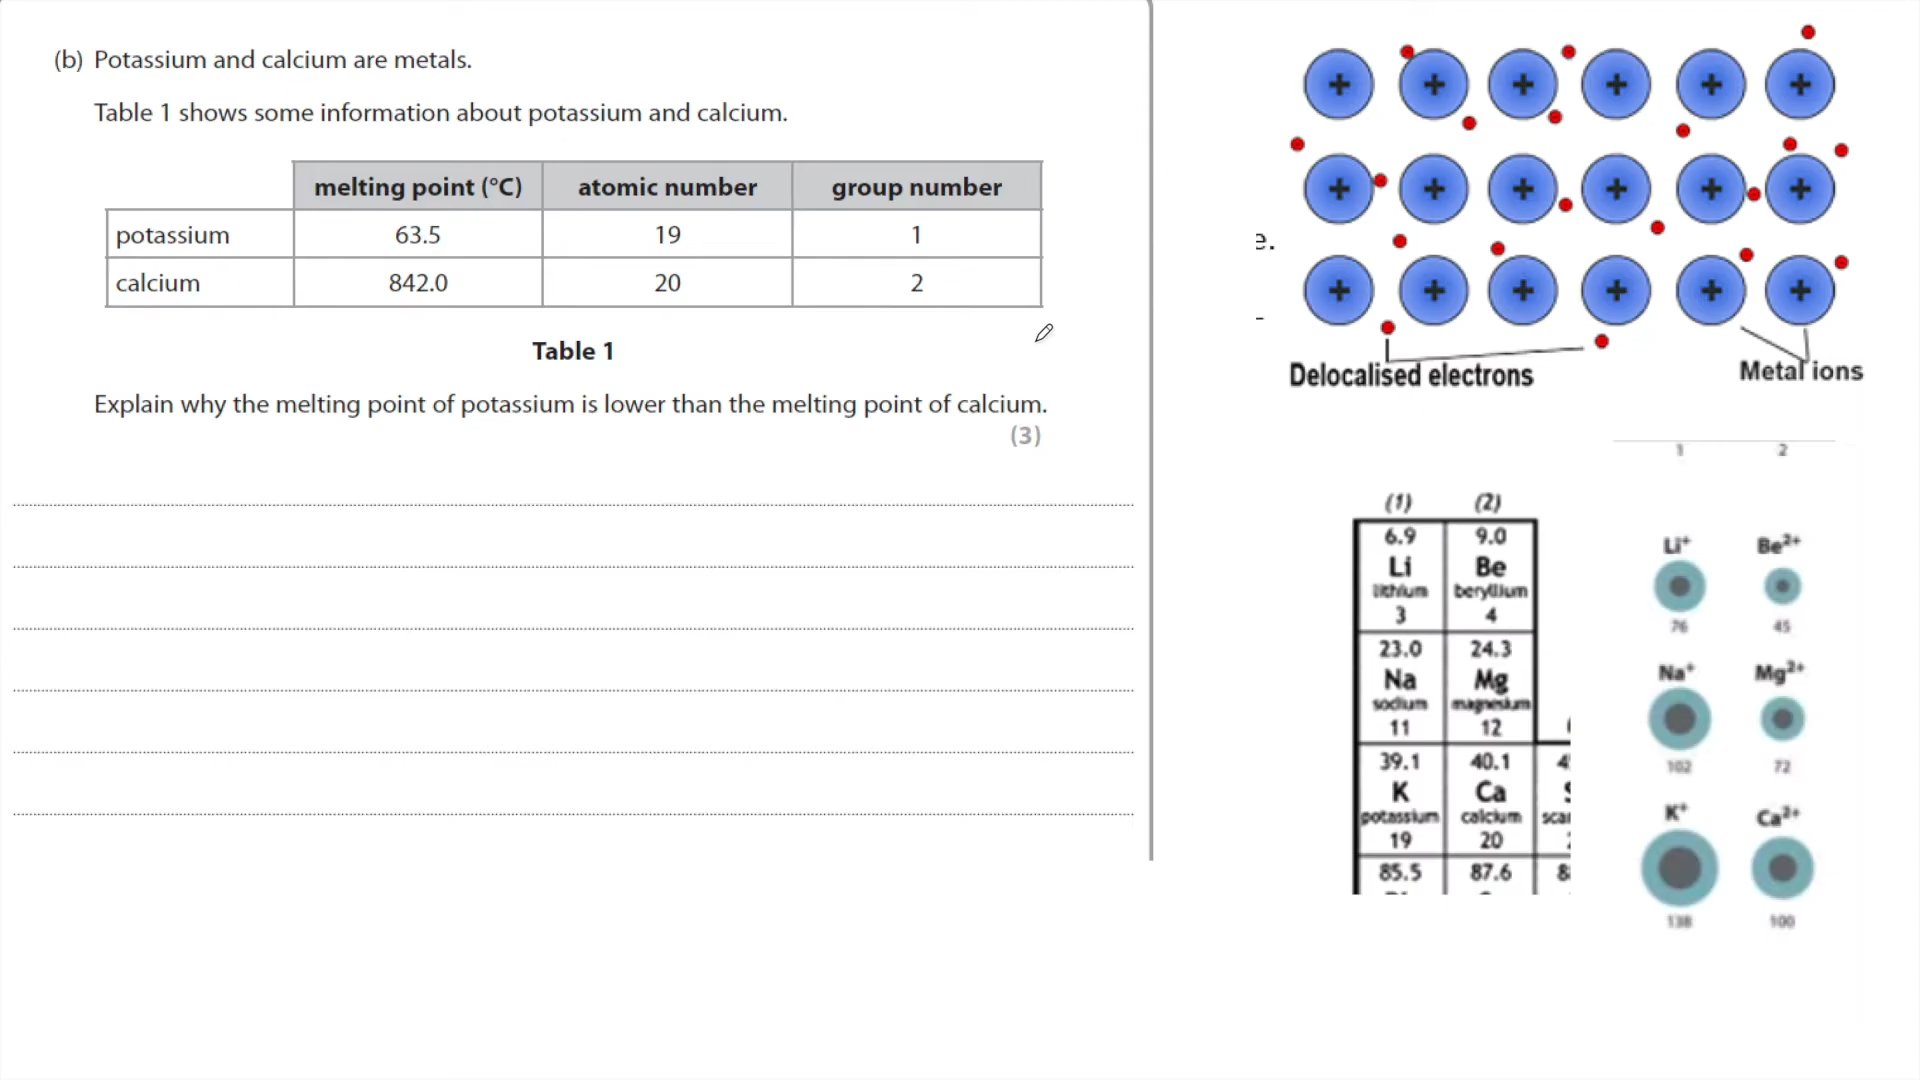 (b) Potassium and calcium are metals.
Table 1 shows some information about potassium and calcium.
melting point (°C) atomic number group number
potassium 63.5 19 1
calcium 842.0 20 2
Table 1
Explain why the melting point of potassium is lower than the melting point of calcium.
(3)
e.
+ + + + + +
+ + + + + +
+ + + + + +
Delocalised electrons
Metal ions
(1) (2)
6.9 9.0
Li Be
lithium beryllium
3 4
23.0 24.3
Na Mg
sodium magnesium
11 12
39.1 40.1 4
K Ca S
potassium calcium sca
19 20
85.5 87.6 8
1 2
Li⁺ Be²⁺
76 45
Na⁺ Mg²⁺
102 72
K⁺ Ca²⁺
138 100